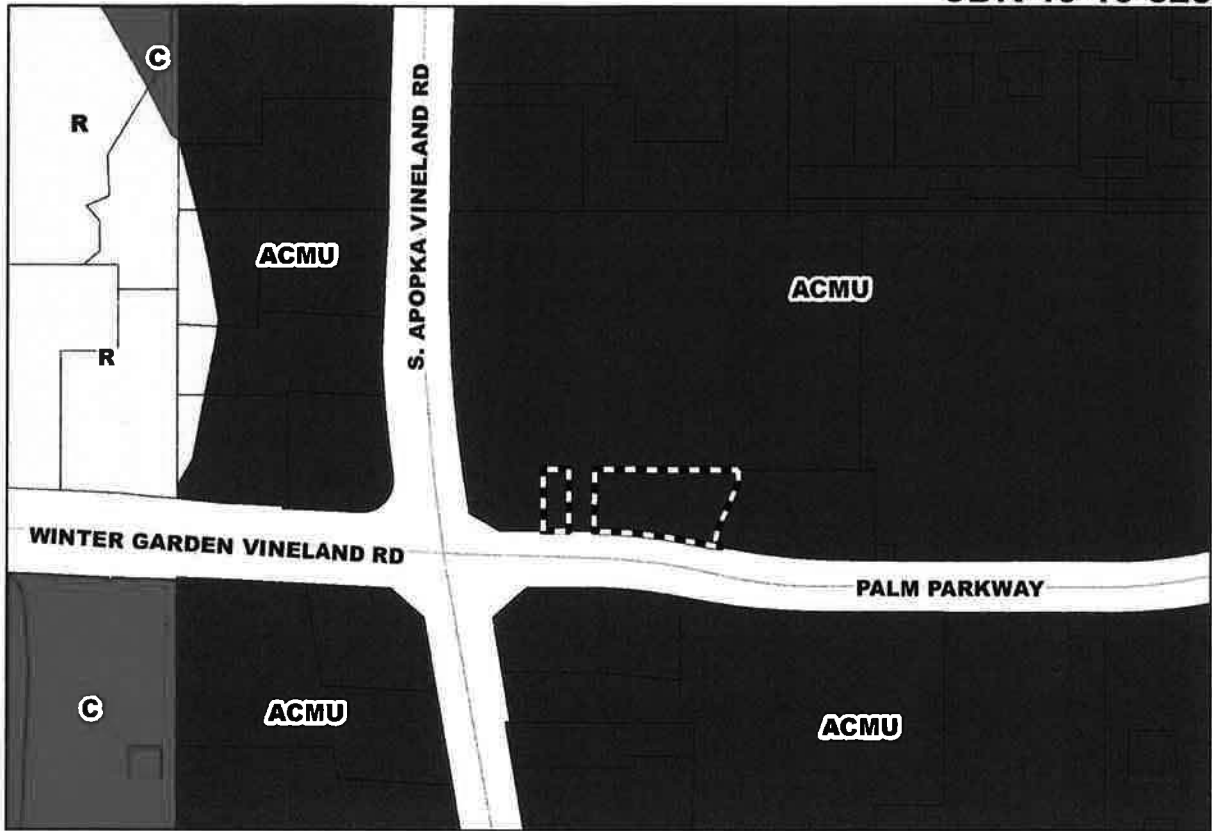 C
R
S. APOPKA VINELAND RD
ACMU
ACMU
R
WINTER GARDEN VINELAND RD
PALM PARKWAY
C
ACMU
ACMU